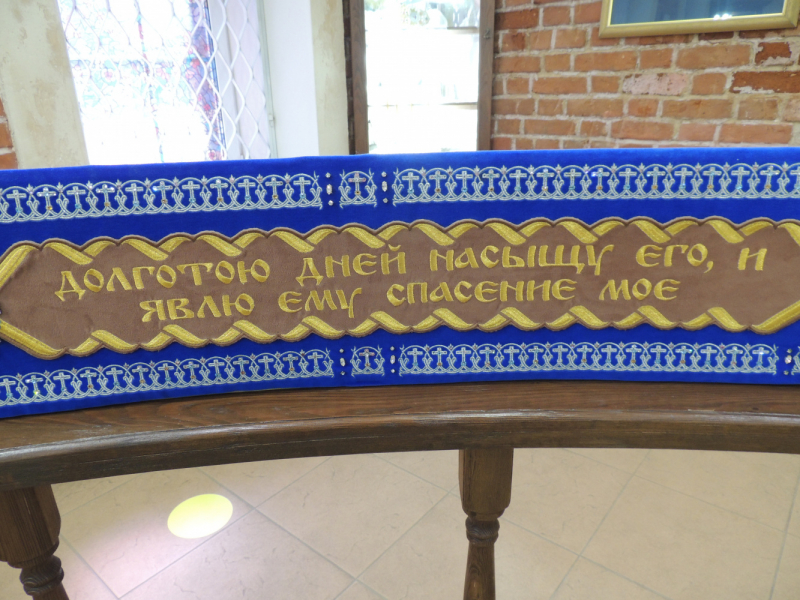 долготою дней насыщу его, и
явлю ему спасение мое